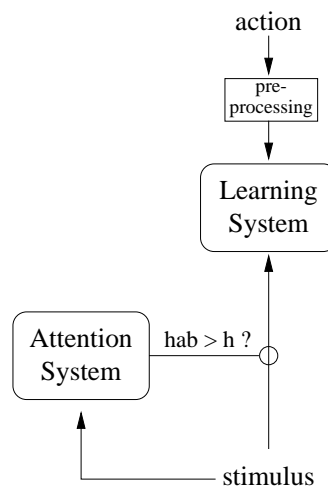 action
pre-
processing
Learning
System
Attention
System
hab > h ?
stimulus